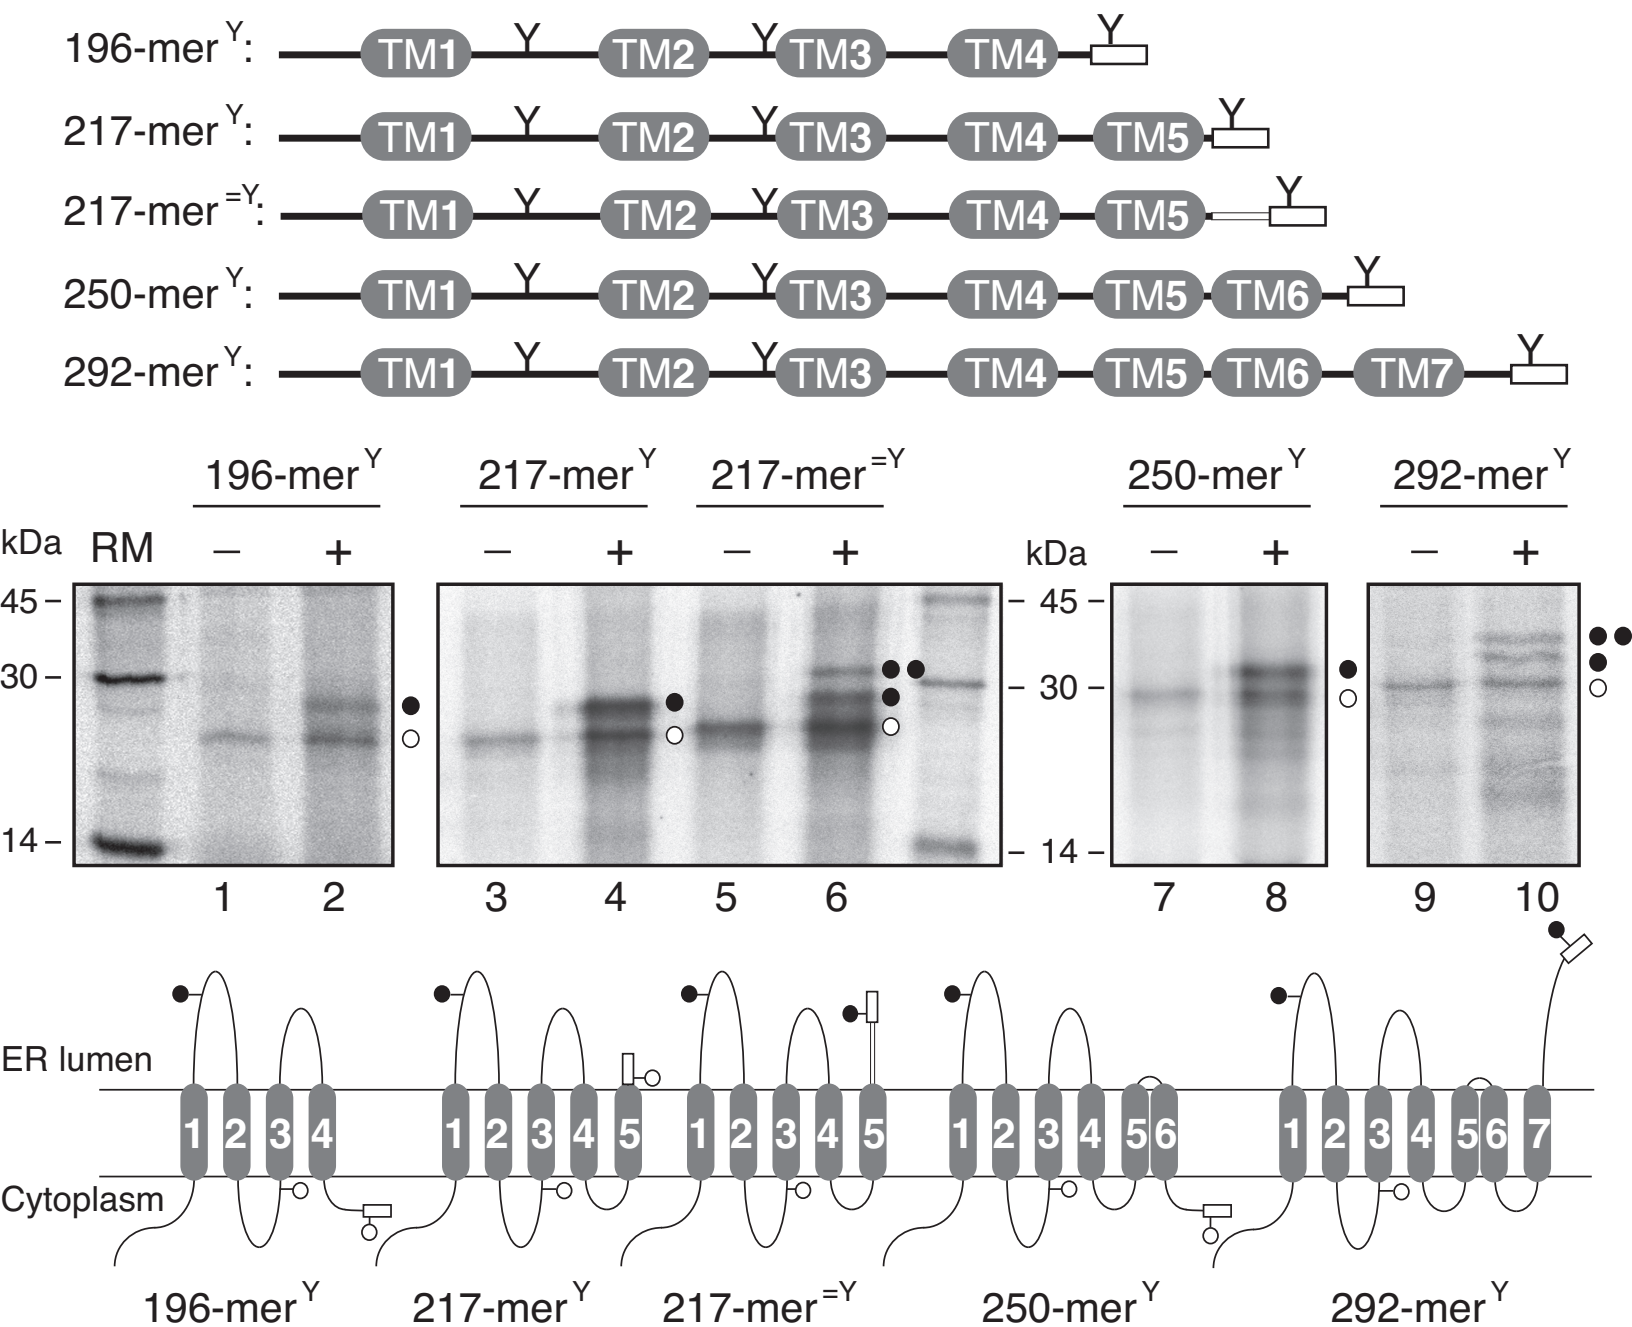 196-mer Y:
Y Y Y
TM1 TM2 TM3 TM4
217-mer Y:
Y Y Y
TM1 TM2 TM3 TM4 TM5
217-mer =Y:
Y Y Y
TM1 TM2 TM3 TM4 TM5
250-mer Y:
Y Y Y
TM1 TM2 TM3 TM4 TM5 TM6
292-mer Y:
Y Y Y
TM1 TM2 TM3 TM4 TM5 TM6 TM7
196-mer Y 217-mer Y 217-mer =Y 250-mer Y 292-mer Y
kDa RM – + – + – + kDa – + – +
45 – – 45 –
30 – – 30 –
14 – – 14 –
1 2 3 4 5 6 7 8 9 10
ER lumen
1 2 3 4 1 2 3 4 5 1 2 3 4 5 1 2 3 4 5 6 1 2 3 4 5 6 7
Cytoplasm
196-mer Y 217-mer Y 217-mer =Y 250-mer Y 292-mer Y